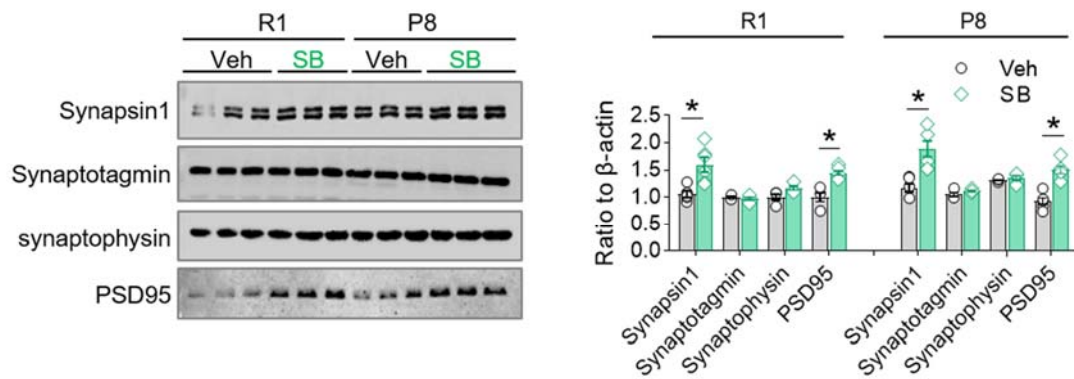 R1 P8
Veh SB Veh SB
Synapsin1
Synaptotagmin
synaptophysin
PSD95
R1 P8
Veh
SB
Ratio to β-actin
2.5
2.0
1.5
1.0
0.5
0.0
* * * *
Synapsin1
Synaptotagmin
Synaptophysin
PSD95
Synapsin1
Synaptotagmin
Synaptophysin
PSD95